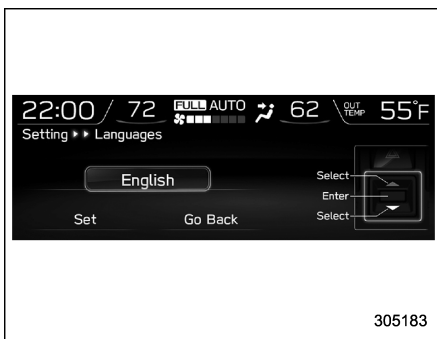 22:00 / 72 FULL AUTO 62 OUT TEMP 55°F
Setting ▸▸ Languages
English
Select
Enter
Select
Set Go Back
305183